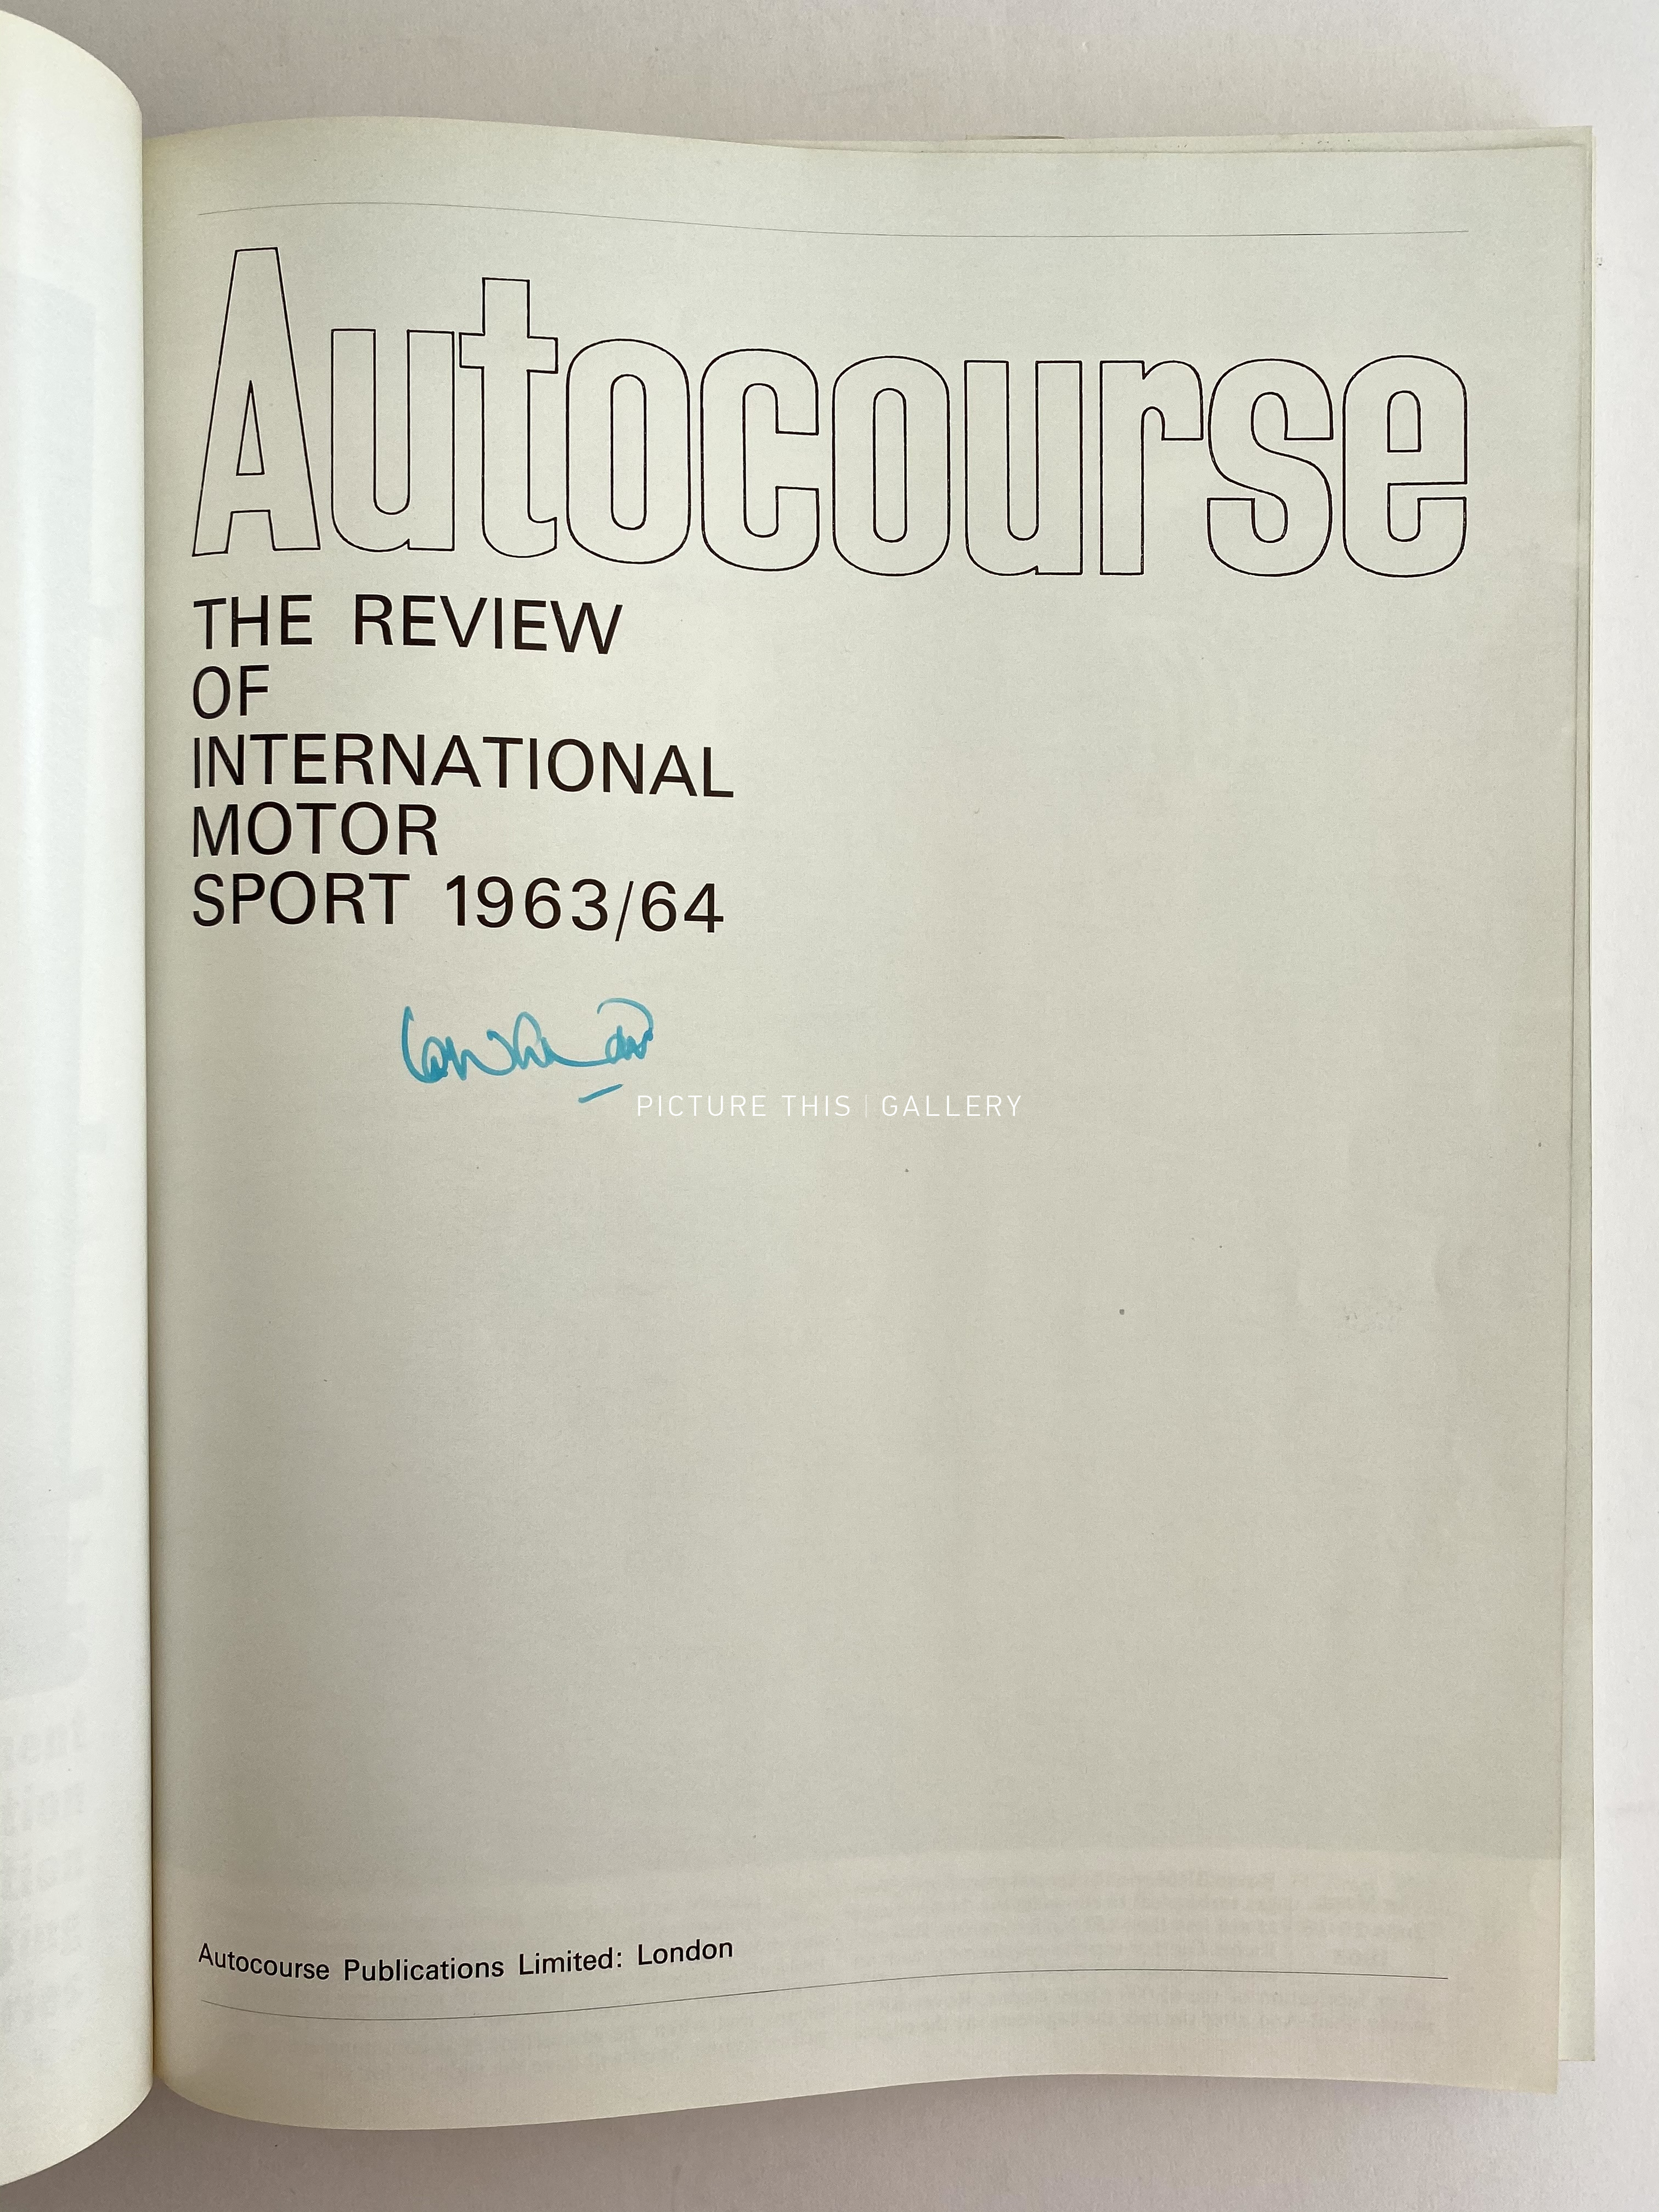 Autocourse
THE REVIEW
OF
INTERNATIONAL
MOTOR
SPORT 1963/64
PICTURE THIS | GALLERY
Autocourse Publications Limited: London